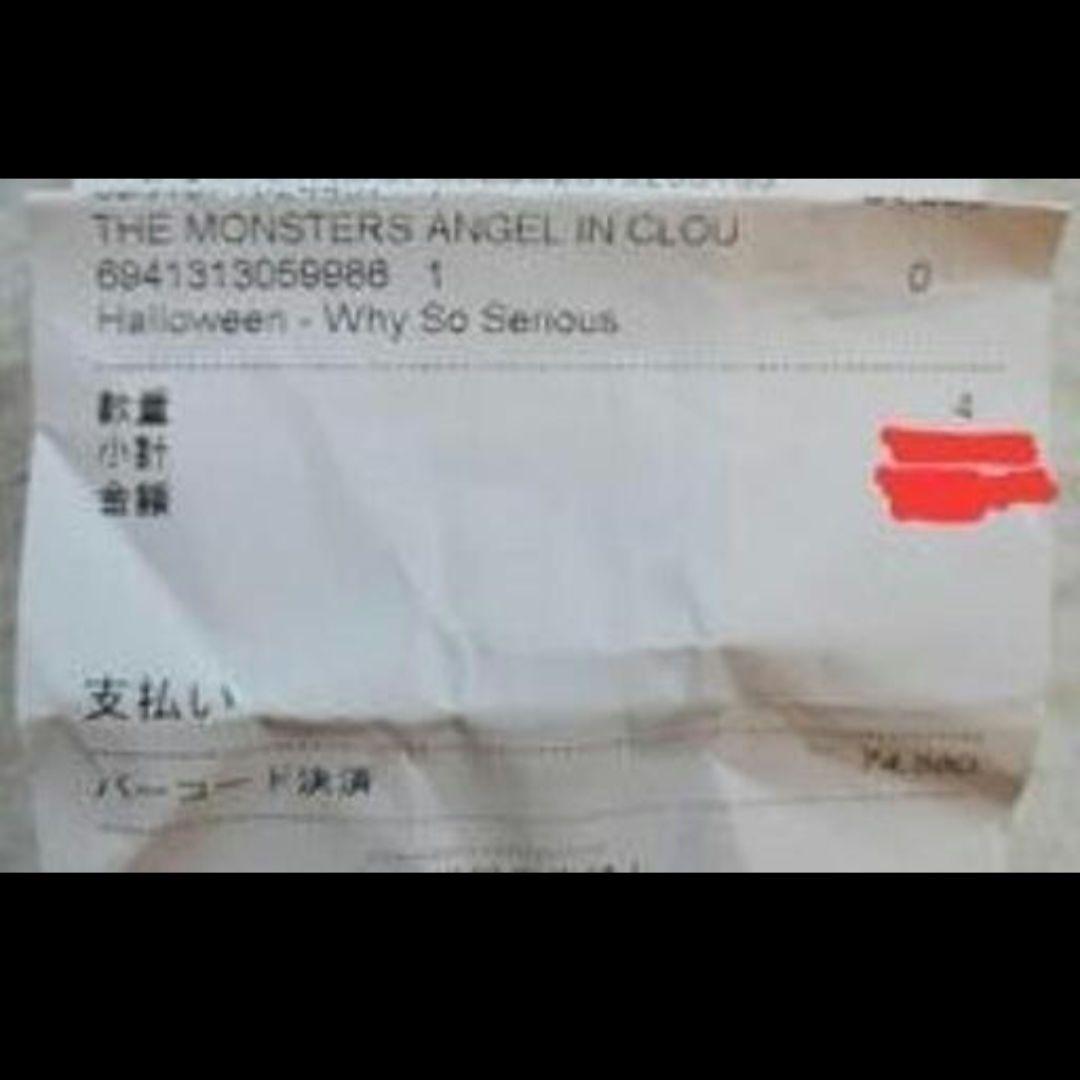 THE MONSTERS ANGEL IN CLOU
6941313059986 1 0
Halloween - Why So Serious
数量 4
小計
金額
支払い
バーコード決済